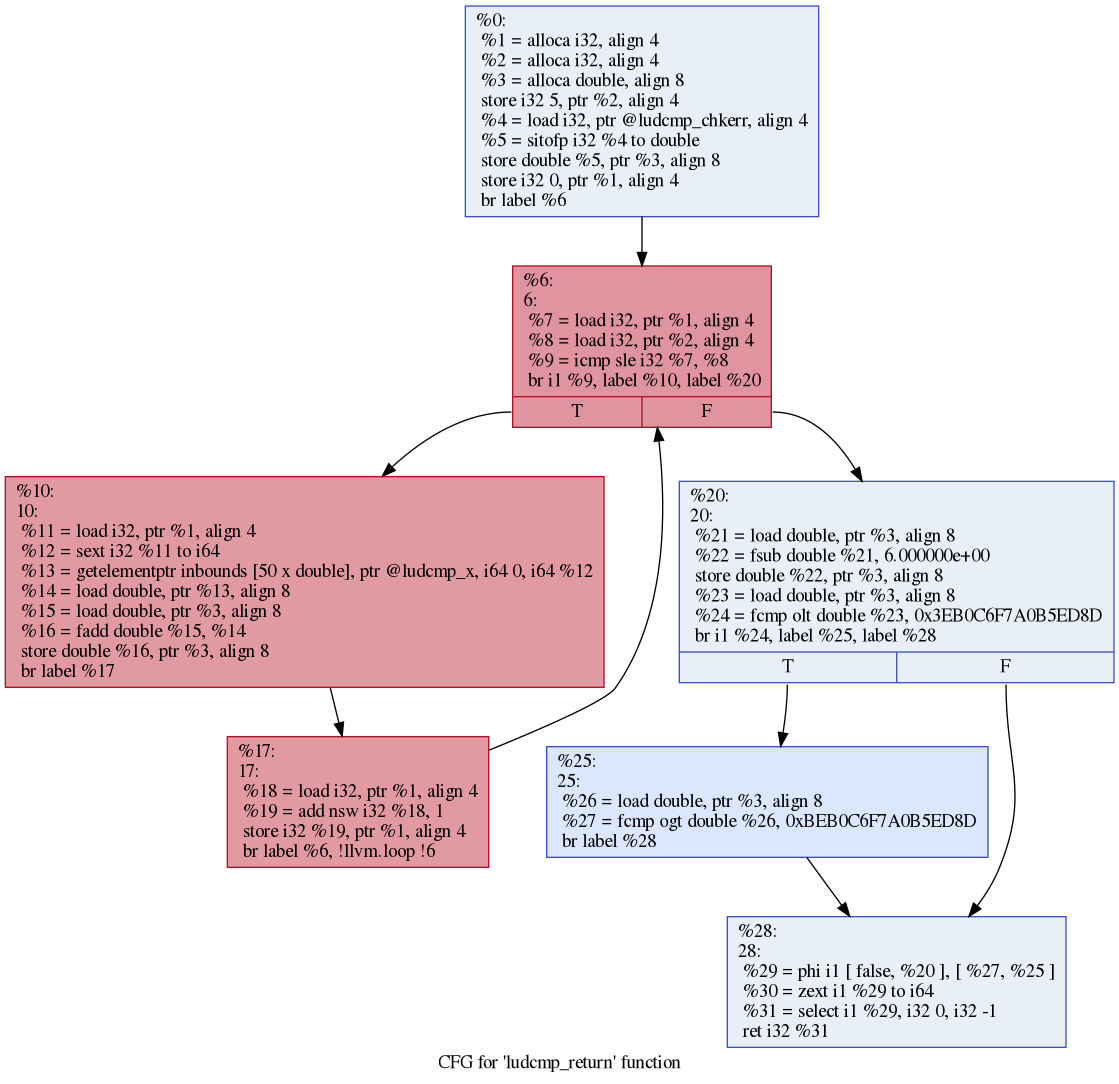 %0:
%1 = alloca i32, align 4
%2 = alloca i32, align 4
%3 = alloca double, align 8
store i32 5, ptr %2, align 4
%4 = load i32, ptr @ludcmp_chkerr, align 4
%5 = sitofp i32 %4 to double
store double %5, ptr %3, align 8
store i32 0, ptr %1, align 4
br label %6
%6:
6:
%7 = load i32, ptr %1, align 4
%8 = load i32, ptr %2, align 4
%9 = icmp sle i32 %7, %8
br i1 %9, label %10, label %20
T
F
%10:
10:
%11 = load i32, ptr %1, align 4
%12 = sext i32 %11 to i64
%13 = getelementptr inbounds [50 x double], ptr @ludcmp_x, i64 0, i64 %12
%14 = load double, ptr %13, align 8
%15 = load double, ptr %3, align 8
%16 = fadd double %15, %14
store double %16, ptr %3, align 8
br label %17
%20:
20:
%21 = load double, ptr %3, align 8
%22 = fsub double %21, 6.000000e+00
store double %22, ptr %3, align 8
%23 = load double, ptr %3, align 8
%24 = fcmp olt double %23, 0x3EB0C6F7A0B5ED8D
br i1 %24, label %25, label %28
T
F
%17:
17:
%18 = load i32, ptr %1, align 4
%19 = add nsw i32 %18, 1
store i32 %19, ptr %1, align 4
br label %6, !llvm.loop !6
%25:
25:
%26 = load double, ptr %3, align 8
%27 = fcmp ogt double %26, 0xBEB0C6F7A0B5ED8D
br label %28
%28:
28:
%29 = phi i1 [ false, %20 ], [ %27, %25 ]
%30 = zext i1 %29 to i64
%31 = select i1 %29, i32 0, i32 -1
ret i32 %31
CFG for 'ludcmp_return' function